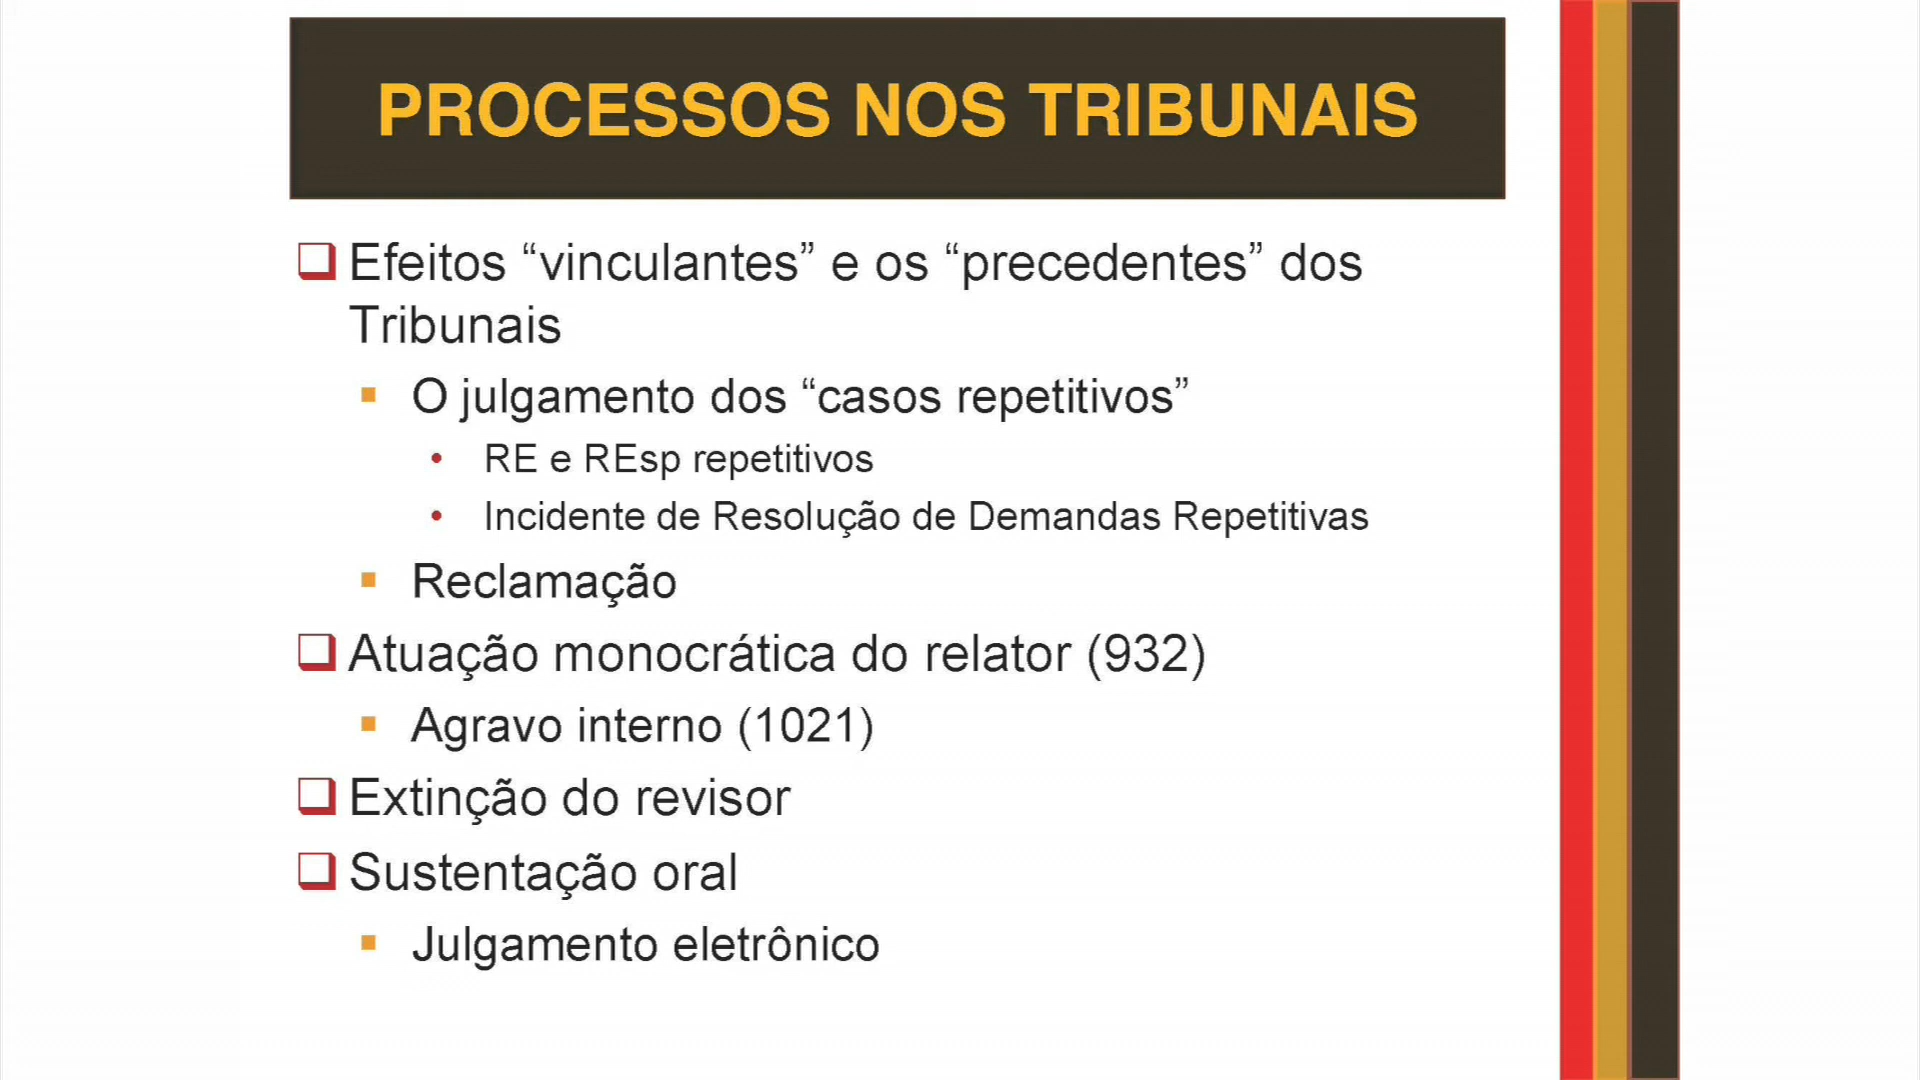 PROCESSOS NOS TRIBUNAIS
Efeitos “vinculantes” e os “precedentes” dos
Tribunais
O julgamento dos “casos repetitivos”
RE e REsp repetitivos
Incidente de Resolução de Demandas Repetitivas
Reclamação
Atuação monocrática do relator (932)
Agravo interno (1021)
Extinção do revisor
Sustentação oral
Julgamento eletrônico